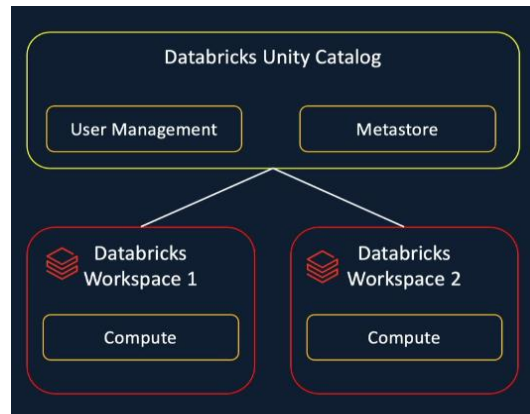 Databricks Unity Catalog
User Management
Metastore
Databricks
Workspace 1
Databricks
Workspace 2
Compute
Compute